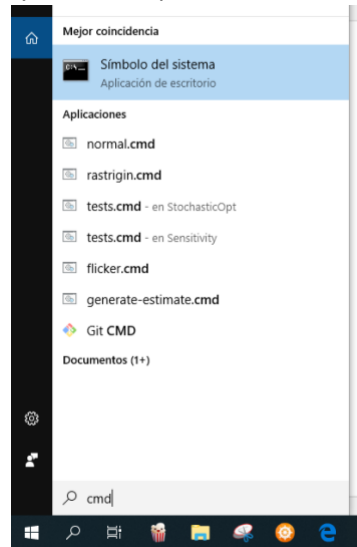 Mejor coincidencia
Símbolo del sistema
Aplicación de escritorio
Aplicaciones
normal.cmd
rastrigin.cmd
tests.cmd - en StochasticOpt
tests.cmd - en Sensitivity
flicker.cmd
generate-estimate.cmd
Git CMD
Documentos (1+)
cmd